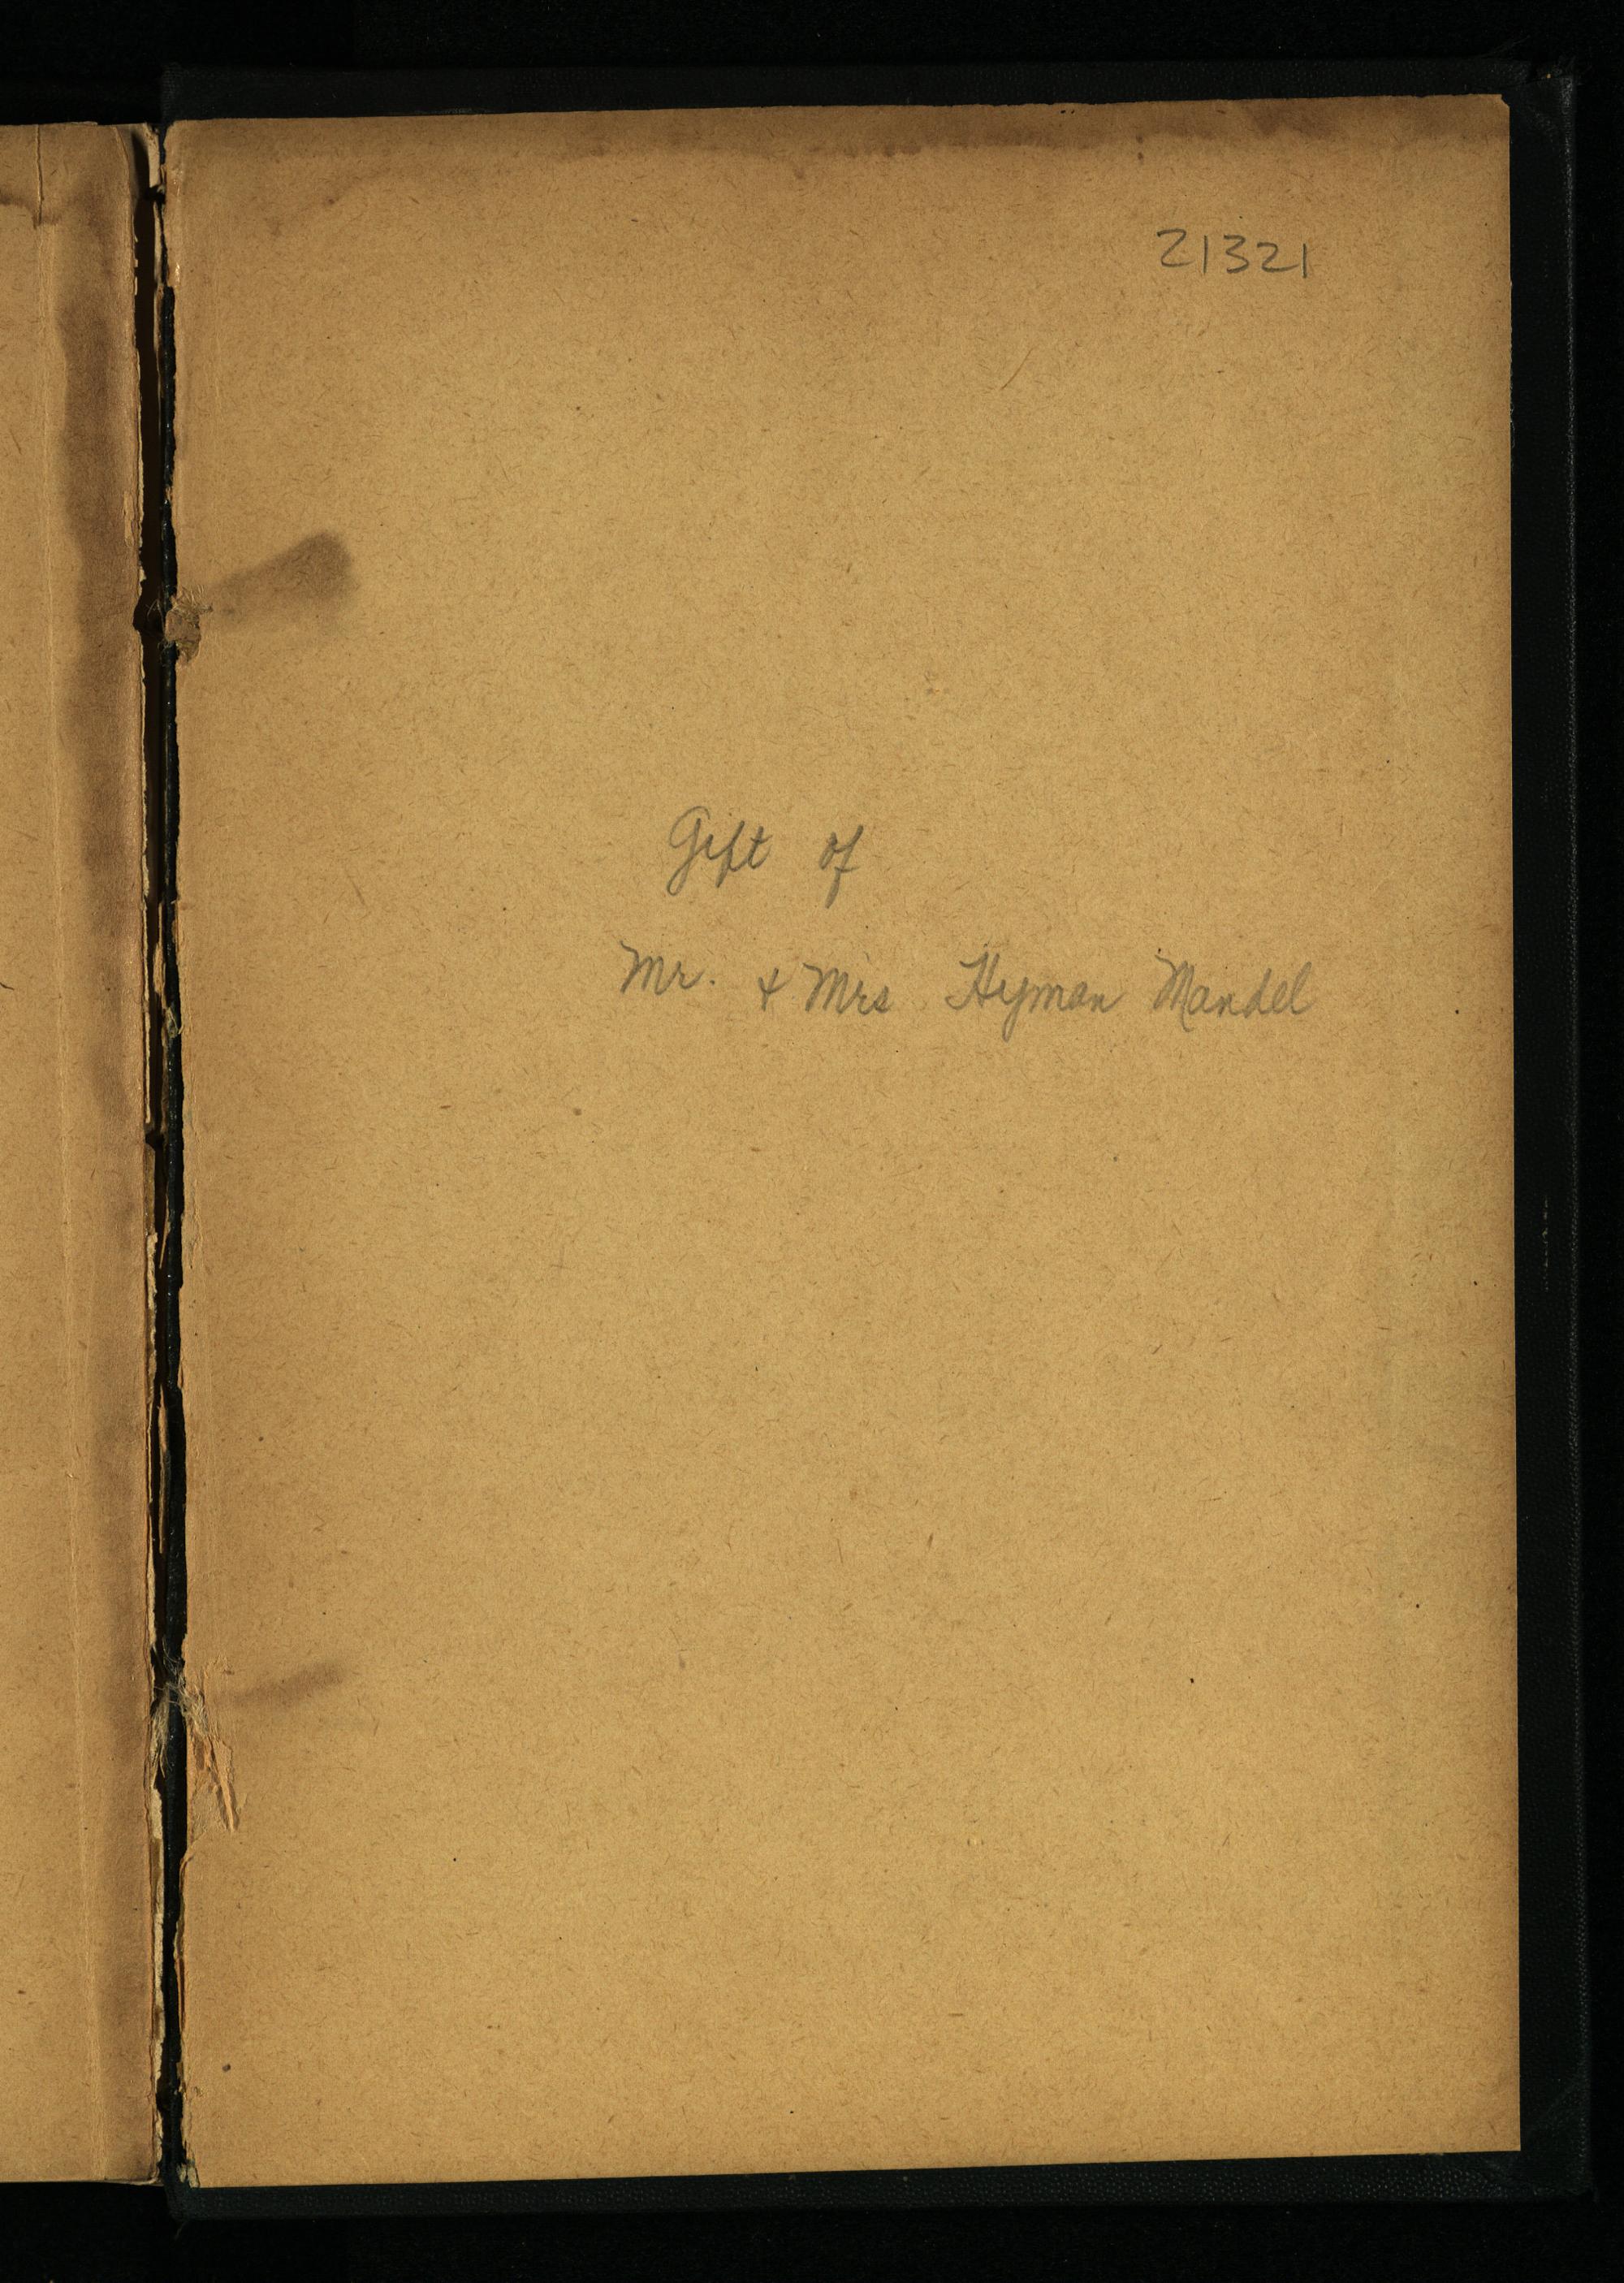 21321
Gift of
Mr. & Mrs Hyman Mandel